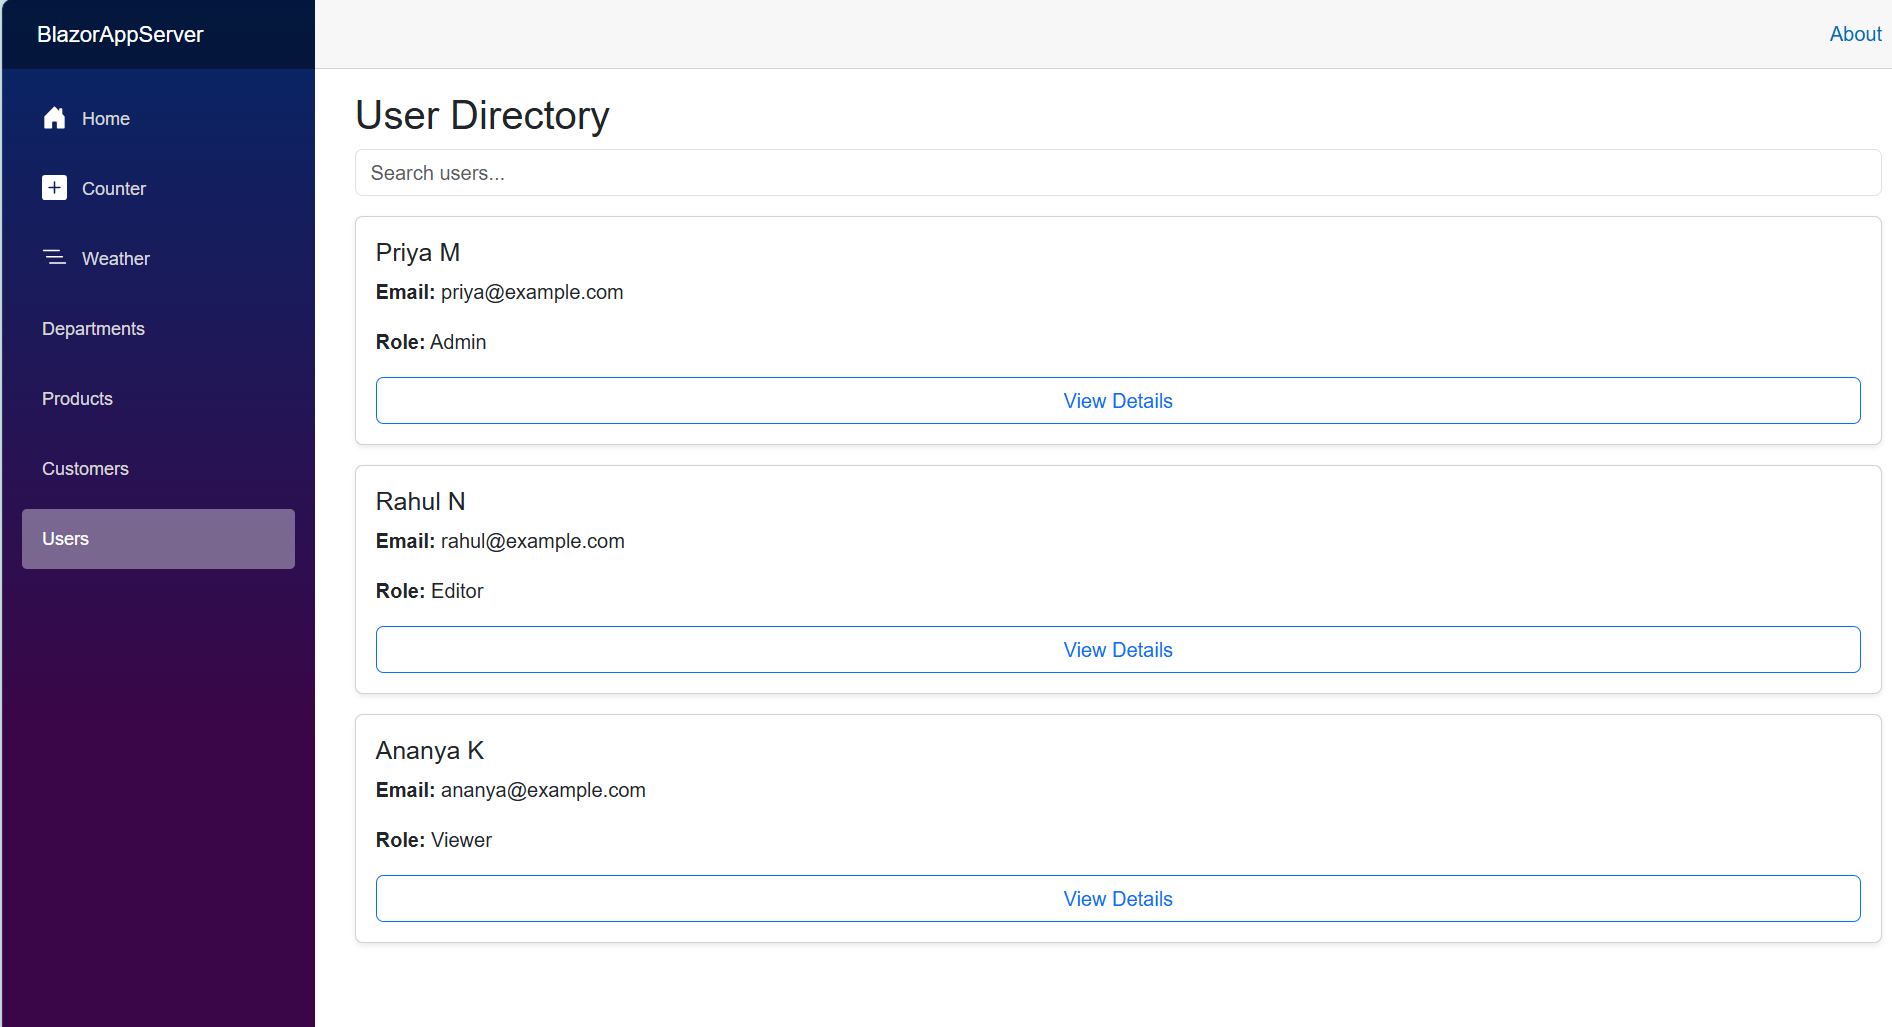 BlazorAppServer
About
Home
Counter
Weather
Departments
Products
Customers
Users
User Directory
Search users...
Priya M
Email: priya@example.com
Role: Admin
View Details
Rahul N
Email: rahul@example.com
Role: Editor
View Details
Ananya K
Email: ananya@example.com
Role: Viewer
View Details